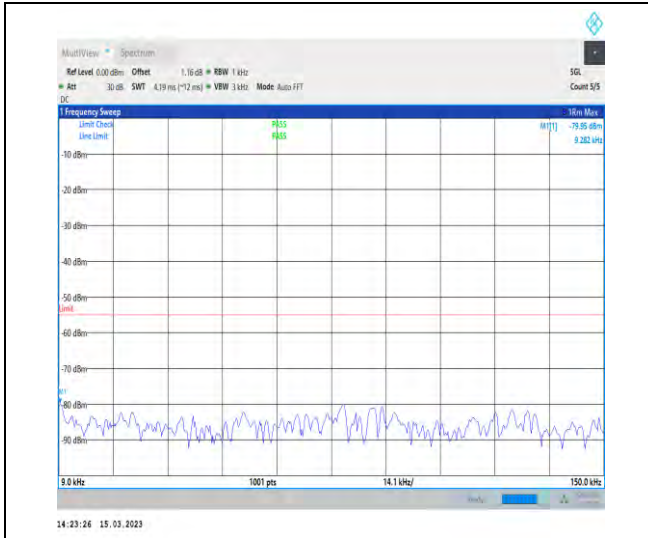 MultiView Spectrum
Ref Level 0.00 dBm Offset 1.16 dB RBW 1 kHz SGL
Att 30 dB SWT 4.19 ms (~12 ms) VBW 3 kHz Mode Auto FFT Count 5/5
DC
1 Frequency Sweep 1Rm Max
Limit Check PASS M1[1] -79.95 dBm
Line Limit PASS 9.282 kHz
-10 dBm
-20 dBm
-30 dBm
-40 dBm
-50 dBm
Limit
-60 dBm
-70 dBm
M1
-80 dBm
-90 dBm
9.0 kHz 1001 pts 14.1 kHz/ 150.0 kHz
Ready
14:23:26 15.03.2023